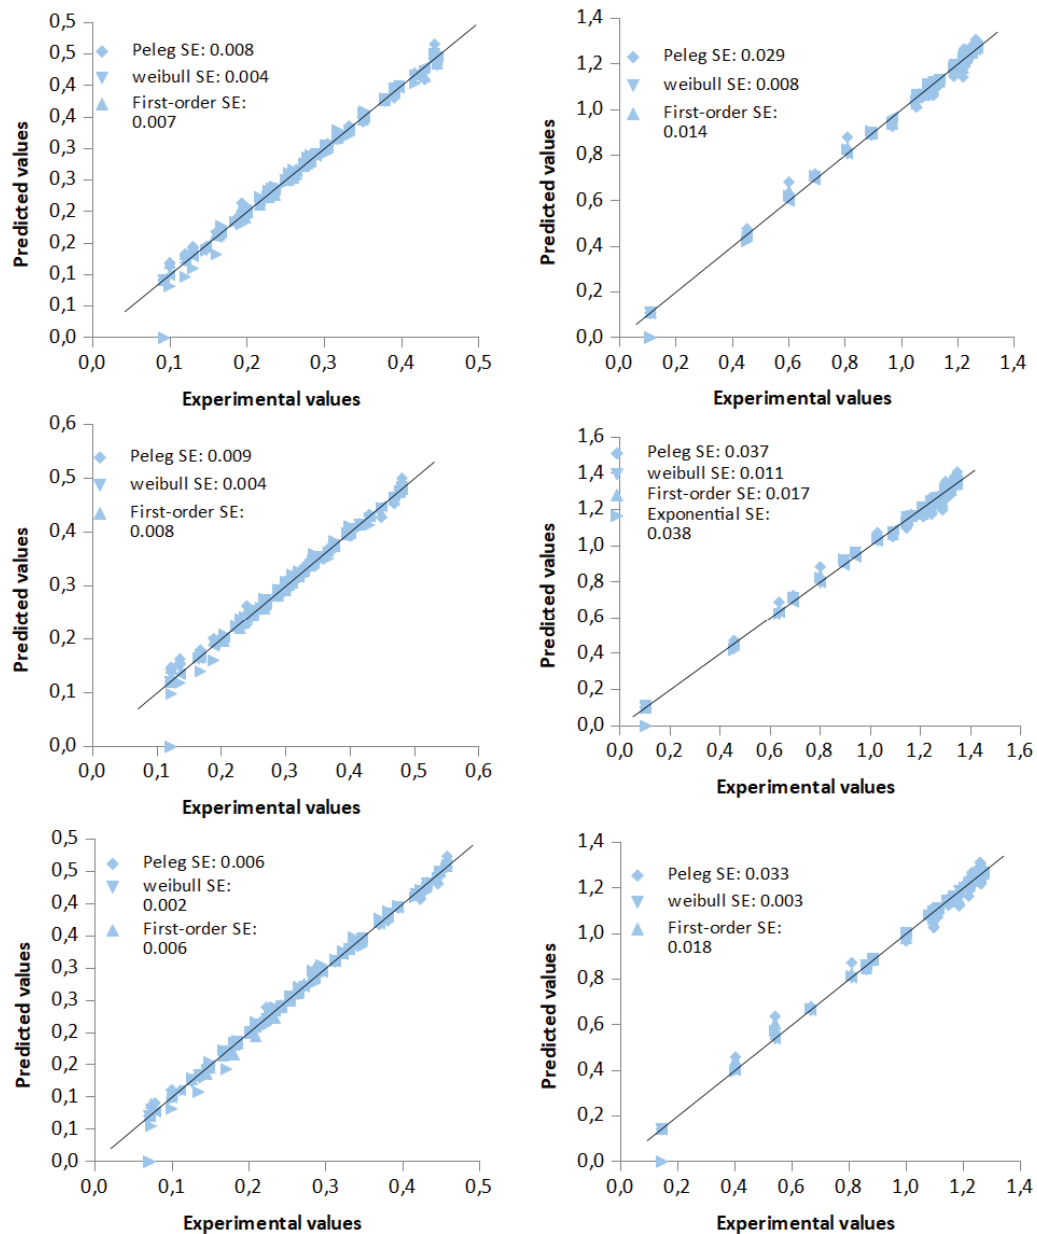 0,5
0,5
0,4
0,4
0,3
0,3
0,2
0,2
0,1
0,1
0,0
Predicted values
Peleg SE: 0.008
weibull SE: 0.004
First-order SE:
0.007
0,0 0,1 0,2 0,3 0,4 0,5
Experimental values
1,4
1,2
1,0
0,8
0,6
0,4
0,2
0,0
Predicted values
Peleg SE: 0.029
weibull SE: 0.008
First-order SE:
0.014
0,0 0,2 0,4 0,6 0,8 1,0 1,2 1,4
Experimental values
0,6
0,5
0,4
0,3
0,2
0,1
0,0
Predicted values
Peleg SE: 0.009
weibull SE: 0.004
First-order SE:
0.008
0,0 0,1 0,2 0,3 0,4 0,5 0,6
Experimental values
1,6
1,4
1,2
1,0
0,8
0,6
0,4
0,2
0,0
Predicted values
Peleg SE: 0.037
weibull SE: 0.011
First-order SE: 0.017
Exponential SE:
0.038
0,0 0,2 0,4 0,6 0,8 1,0 1,2 1,4 1,6
Experimental values
0,5
0,5
0,4
0,4
0,3
0,3
0,2
0,2
0,1
0,1
0,0
Predicted values
Peleg SE: 0.006
weibull SE:
0.002
First-order SE:
0.006
0,0 0,1 0,2 0,3 0,4 0,5
Experimental values
1,4
1,2
1,0
0,8
0,6
0,4
0,2
0,0
Predicted values
Peleg SE: 0.033
weibull SE: 0.003
First-order SE:
0.018
0,0 0,2 0,4 0,6 0,8 1,0 1,2 1,4
Experimental values